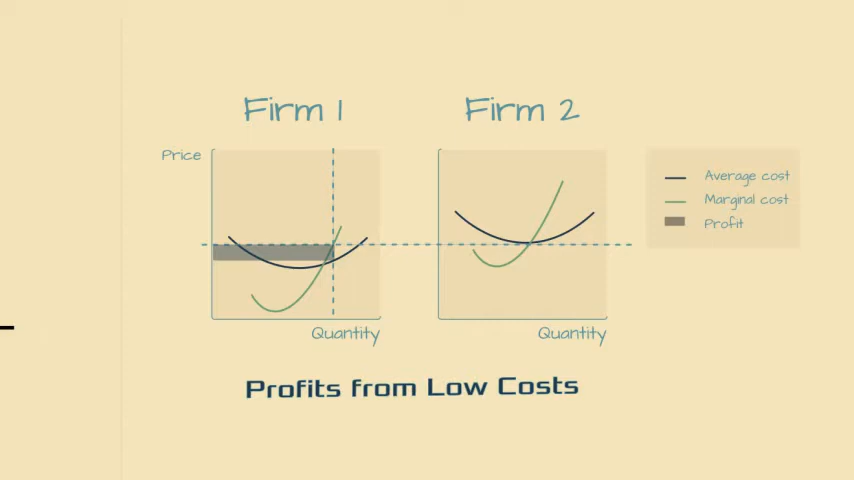 Firm 1
Firm 2
Price
Average cost
Marginal cost
Profit
Quantity
Quantity
Profits from Low Costs